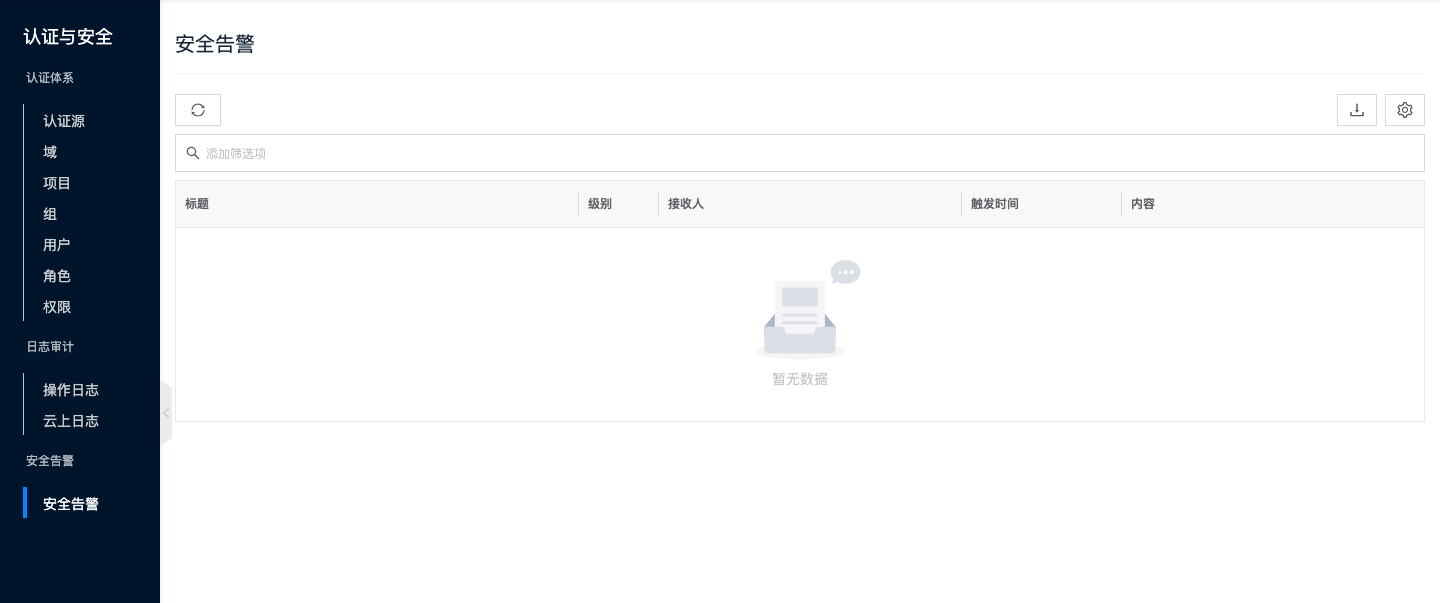 认证与安全
认证体系
认证源
域
项目
组
用户
角色
权限
日志审计
操作日志
云上日志
安全告警
安全告警
安全告警
添加筛选项
标题 级别 接收人 触发时间 内容
暂无数据